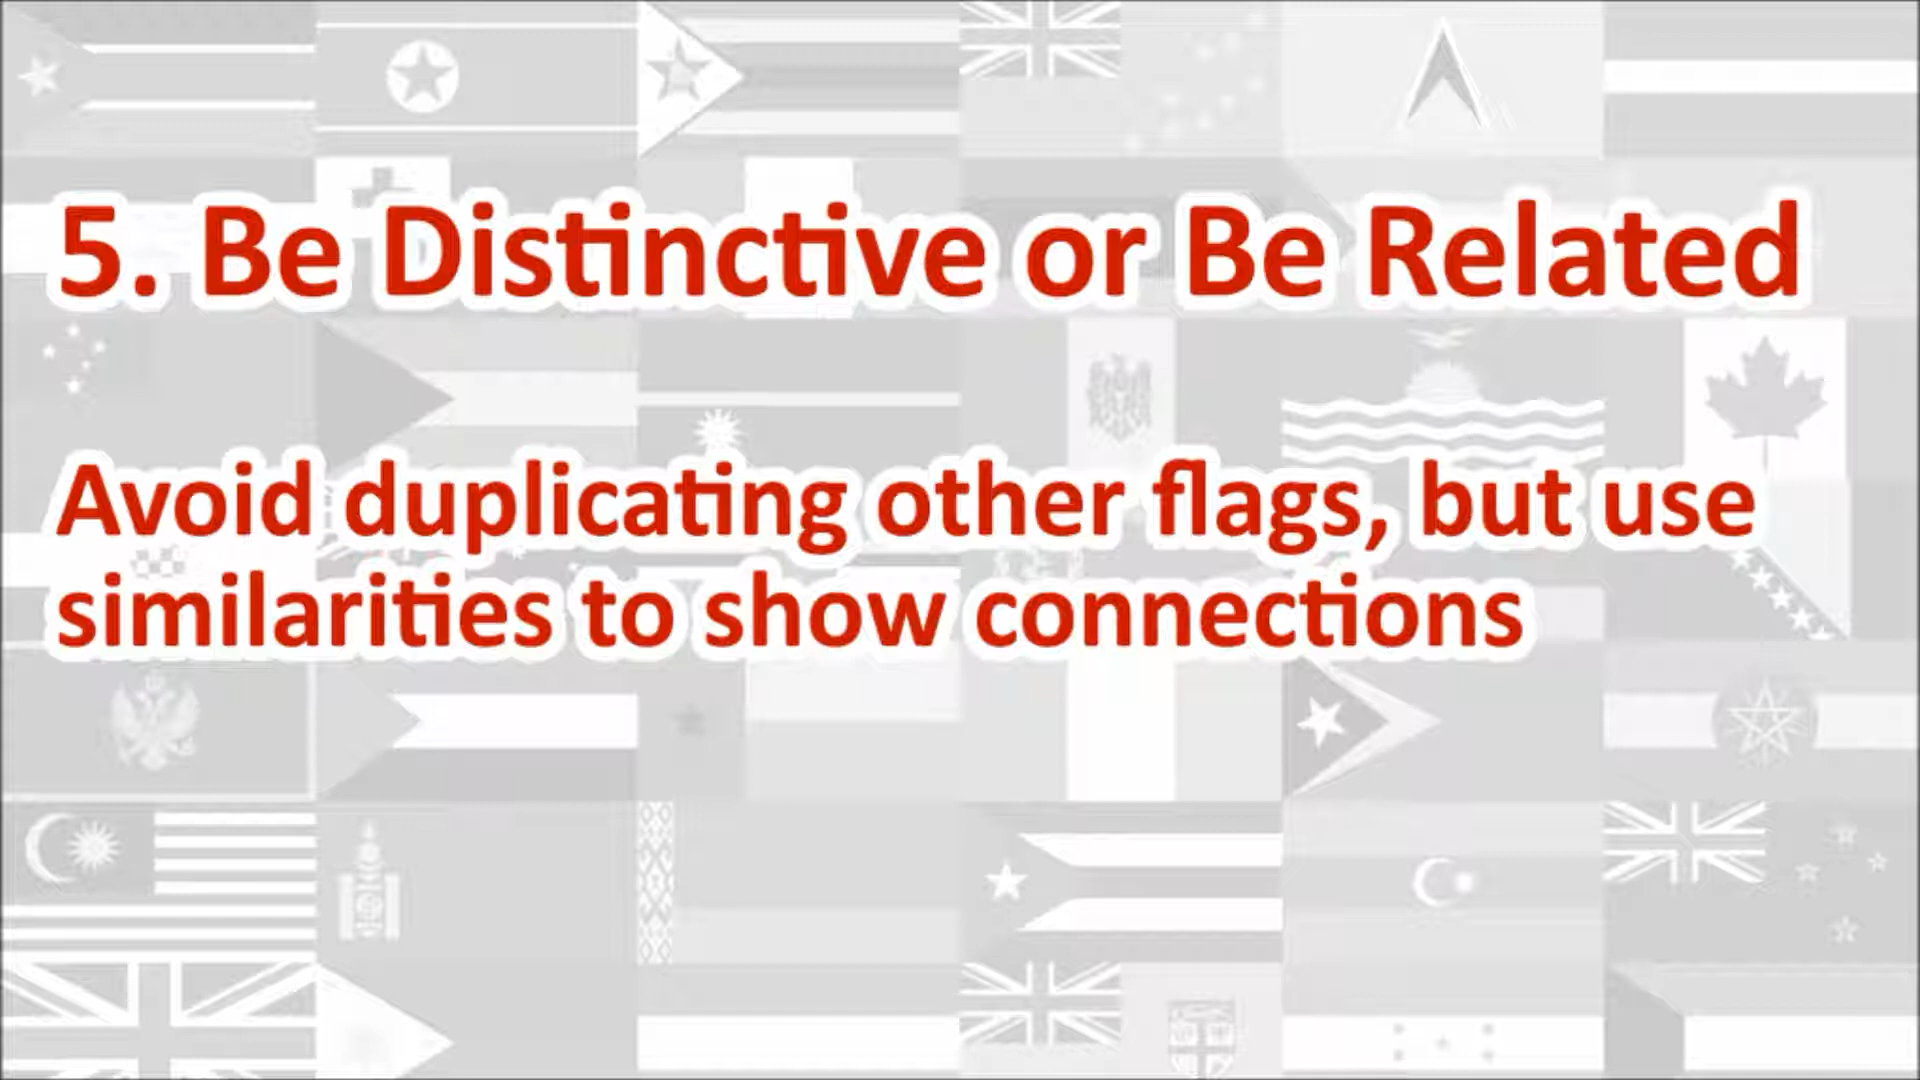 5. Be Distinctive or Be Related
Avoid duplicating other flags, but use
similarities to show connections